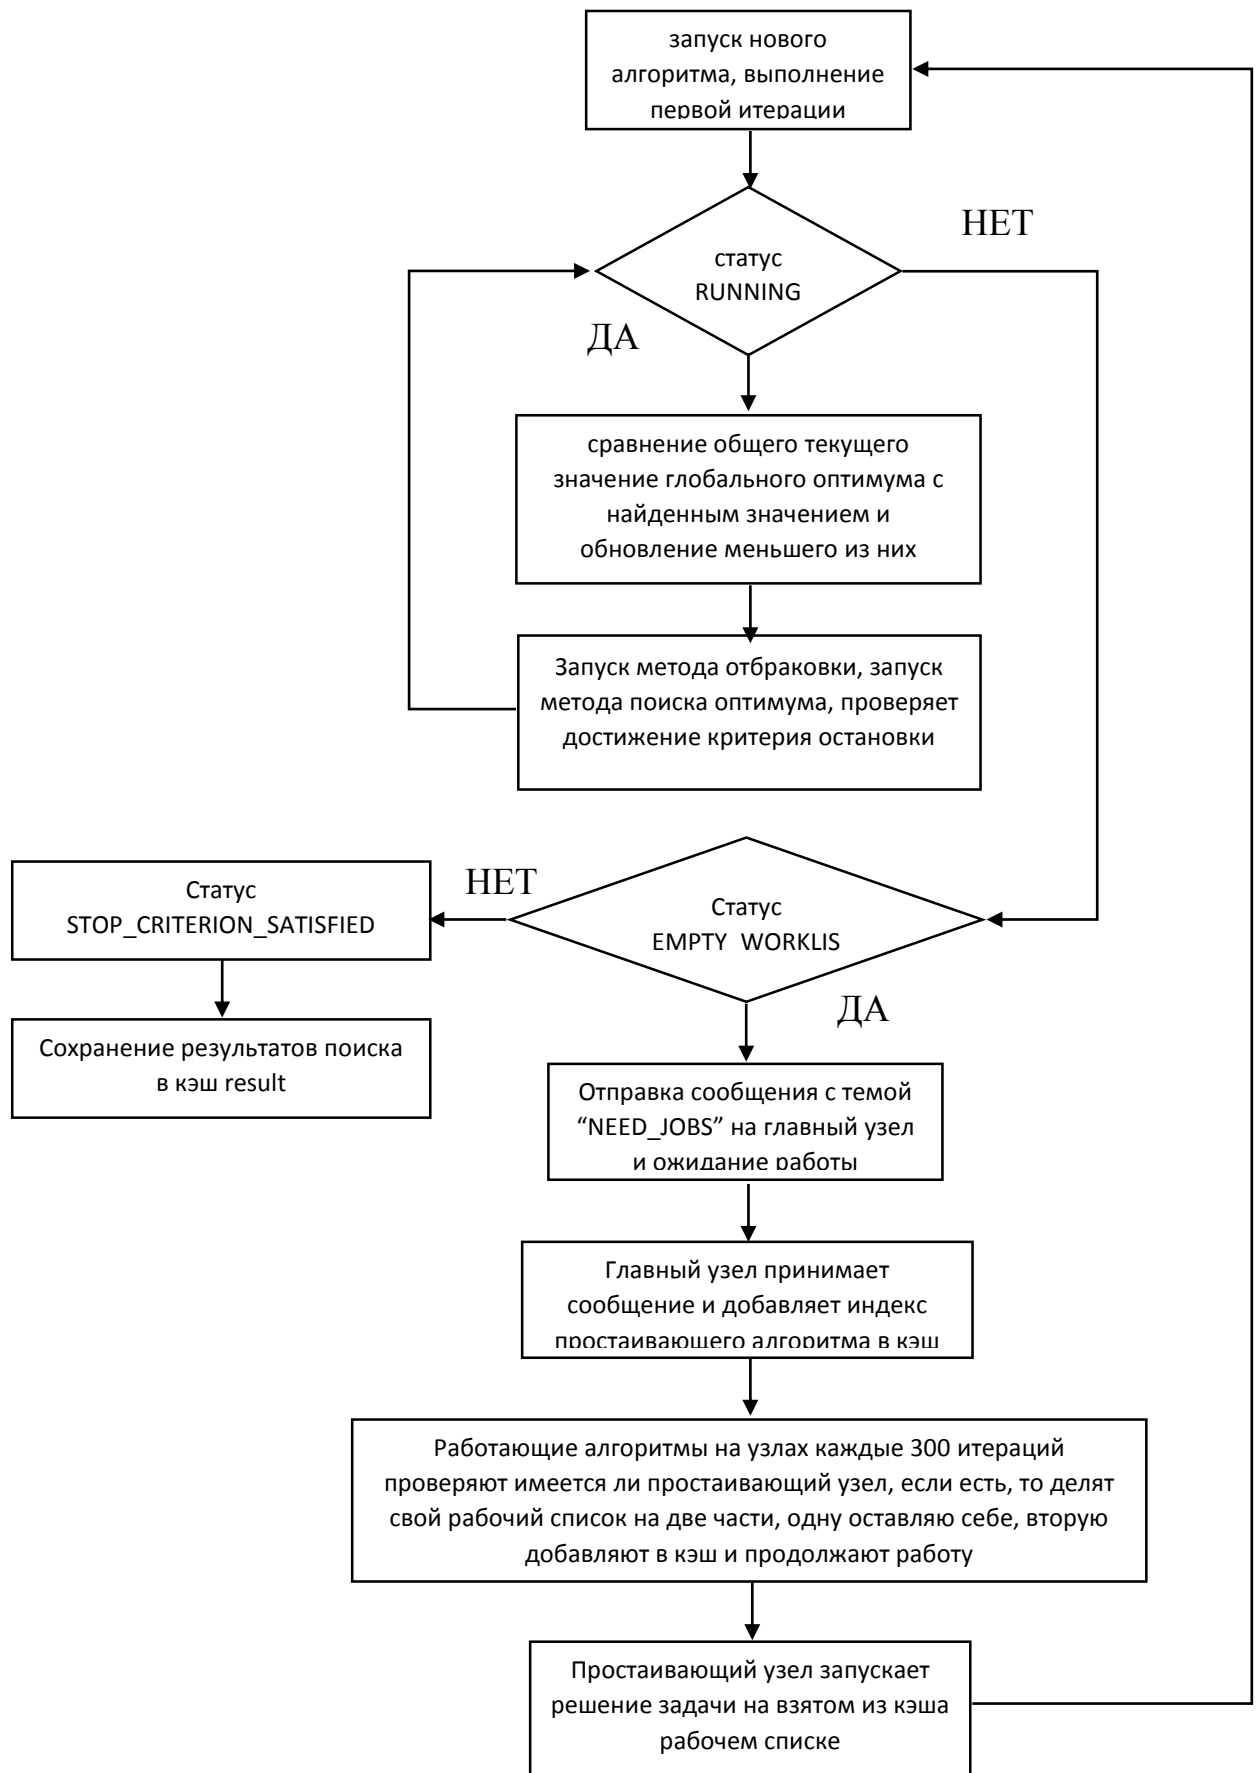 запуск нового
алгоритма, выполнение
первой итерации
НЕТ
статус
RUNNING
ДА
сравнение общего текущего
значение глобального оптимума с
найденным значением и
обновление меньшего из них
Запуск метода отбраковки, запуск
метода поиска оптимума, проверяет
достижение критерия остановки
Статус
STOP_CRITERION_SATISFIED
НЕТ
Статус
EMPTY WORKLIS
ДА
Сохранение результатов поиска
в кэш result
Отправка сообщения с темой
“NEED_JOBS” на главный узел
и ожидание работы
Главный узел принимает
сообщение и добавляет индекс
простаивающего алгоритма в кэш
Работающие алгоритмы на узлах каждые 300 итераций
проверяют имеется ли простаивающий узел, если есть, то делят
свой рабочий список на две части, одну оставляю себе, вторую
добавляют в кэш и продолжают работу
Простаивающий узел запускает
решение задачи на взятом из кэша
рабочем списке